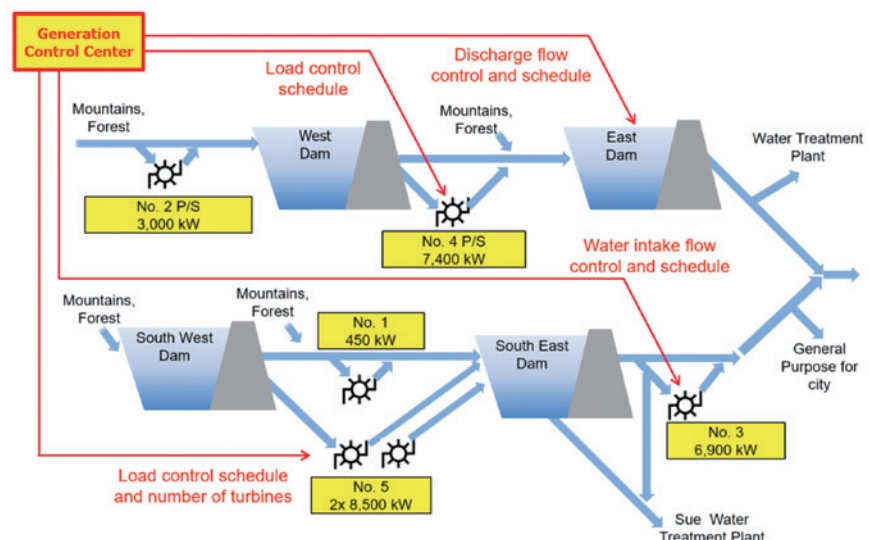 Generation
Control Center
Load control
schedule
Discharge flow
control and schedule
Mountains,
Forest
West
Dam
Mountains,
Forest
East
Dam
Water Treatment
Plant
No. 2 P/S
3,000 kW
No. 4 P/S
7,400 kW
Water intake flow
control and schedule
Mountains,
Forest
South West
Dam
Mountains,
Forest
No. 1
450 kW
South East
Dam
General
Purpose for
city
No. 3
6,900 kW
Load control schedule
and number of turbines
No. 5
2x 8,500 kW
Sue Water
Treatment Plant